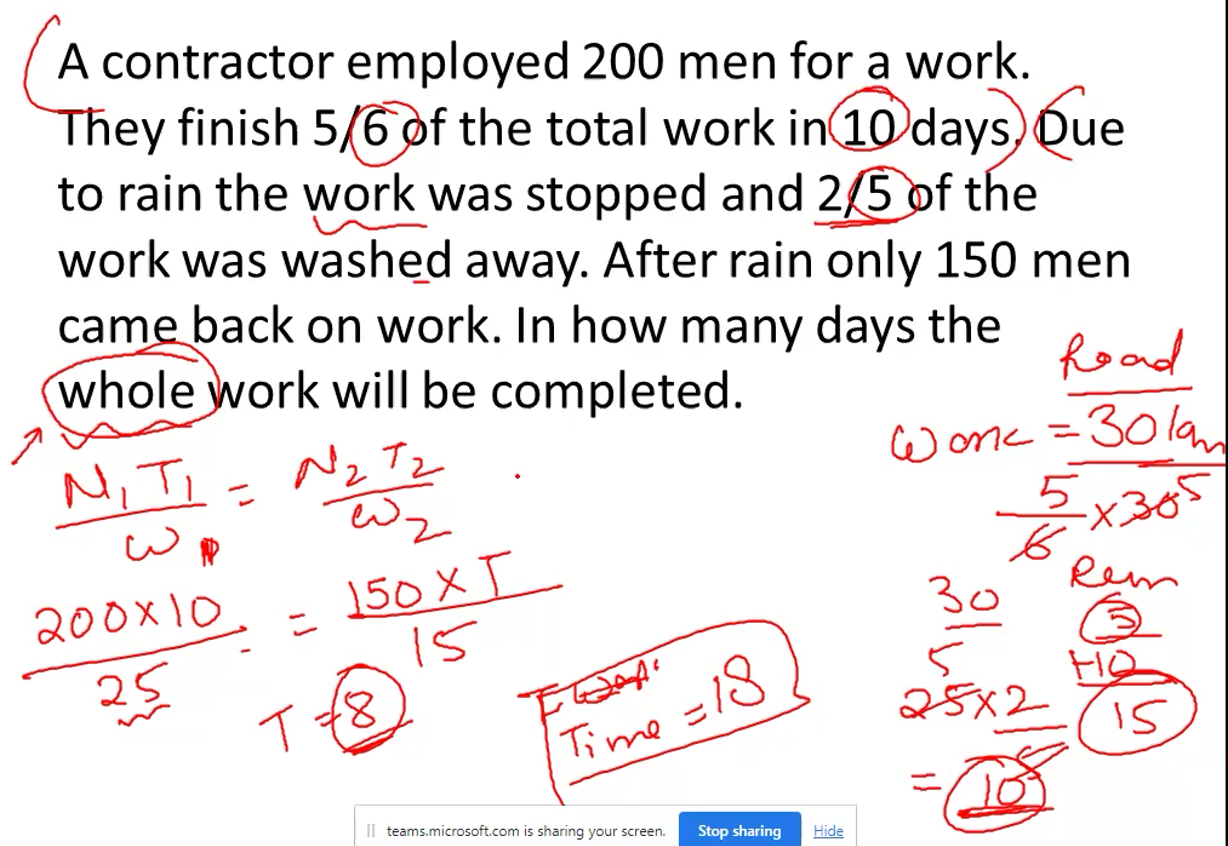 A contractor employed 200 men for a work.
They finish 5/6 of the total work in 10 days. Due
to rain the work was stopped and 2/5 of the
work was washed away. After rain only 150 men
came back on work. In how many days the
whole work will be completed.
Road
Work = 30 km
5/6 × 30 5
N₁T₁/W₁ = N₂T₂/W₂
200×10/25 = 150×T/15
T = 8
Time = 18
30
5
25×2
= 10
Rem
5
+10
15
teams.microsoft.com is sharing your screen. Stop sharing Hide